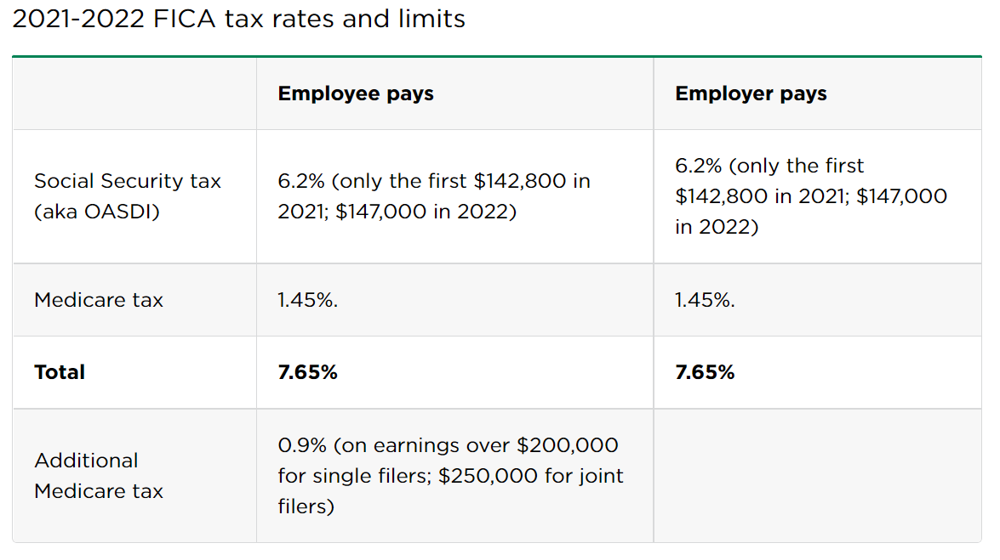 2021-2022 FICA tax rates and limits
Employee pays
Employer pays
Social Security tax
(aka OASDI)
6.2% (only the first $142,800 in
2021; $147,000 in 2022)
6.2% (only the first
$142,800 in 2021; $147,000
in 2022)
Medicare tax
1.45%.
1.45%.
Total
7.65%
7.65%
Additional
Medicare tax
0.9% (on earnings over $200,000
for single filers; $250,000 for joint
filers)